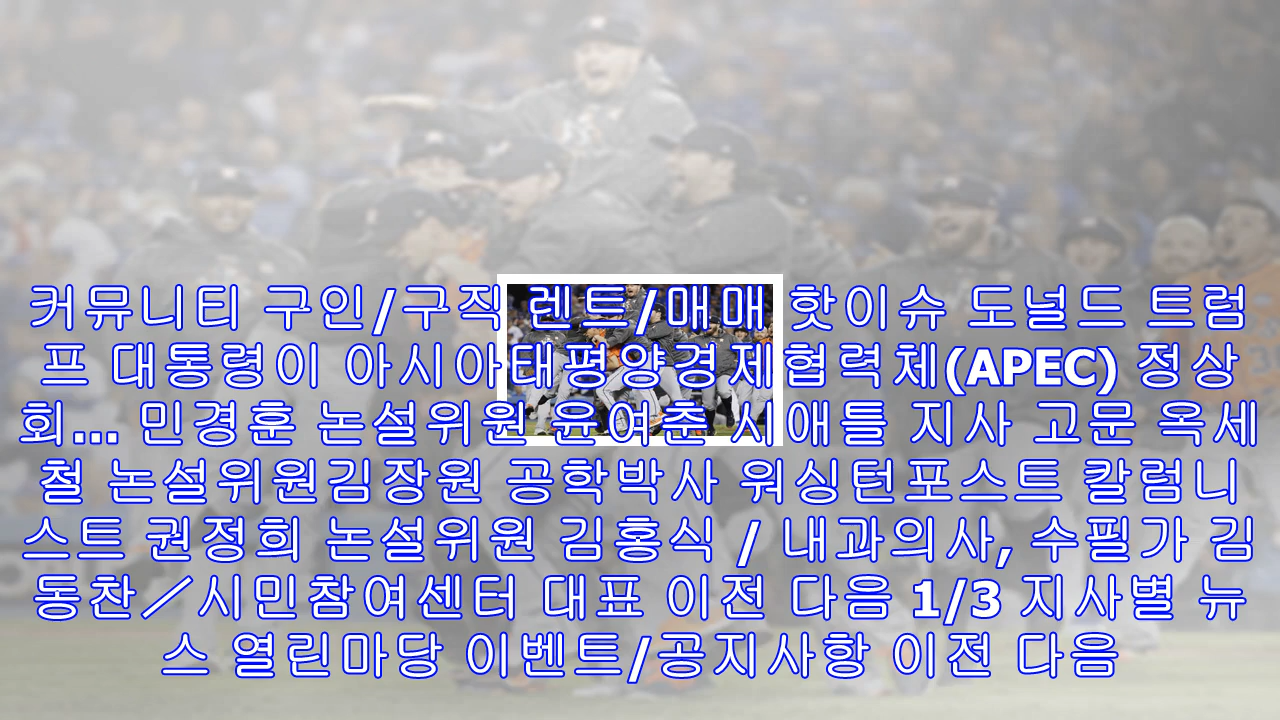 커뮤니티 구인/구직 렌트/매매 핫이슈 도널드 트럼
프 대통령이 아시아태평양경제협력체(APEC) 정상
회... 민경훈 논설위원 윤여춘 시애틀 지사 고문 옥세
철 논설위원김장원 공학박사 워싱턴포스트 칼럼니
스트 권정희 논설위원 김홍식 / 내과의사, 수필가 김
동찬／시민참여센터 대표 이전 다음 1/3 지사별 뉴
스 열린마당 이벤트/공지사항 이전 다음